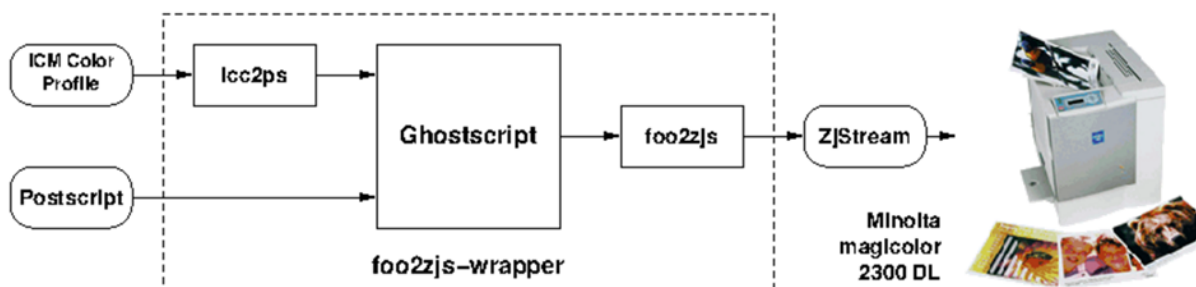 ICM Color
Profile
icc2ps
Ghostscript
foo2zjs
ZjStream
Postscript
foo2zjs-wrapper
Minolta
magicolor
2300 DL